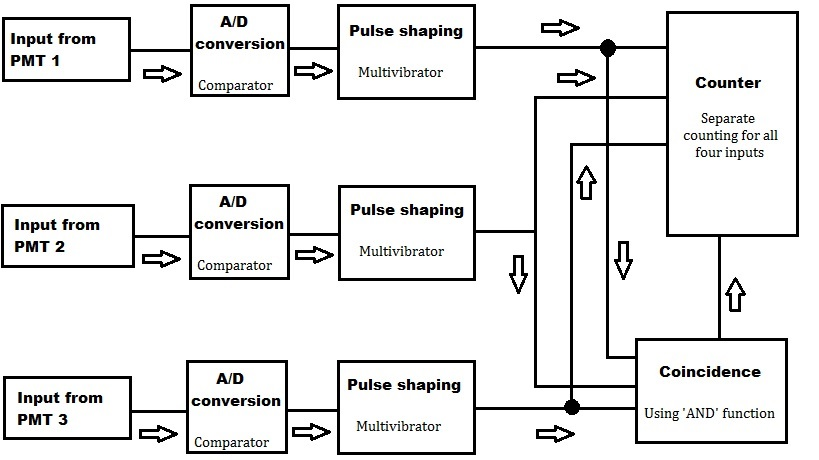 Input from
PMT 1
A/D
conversion
Comparator
Pulse shaping
Multivibrator
Counter
Separate
counting for all
four inputs
Input from
PMT 2
A/D
conversion
Comparator
Pulse shaping
Multivibrator
Input from
PMT 3
A/D
conversion
Comparator
Pulse shaping
Multivibrator
Coincidence
Using 'AND' function